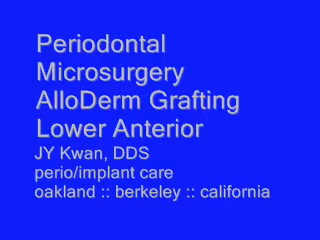 Periodontal
Microsurgery
AlloDerm Grafting
Lower Anterior
JY Kwan, DDS
perio/implant care
oakland :: berkeley :: california